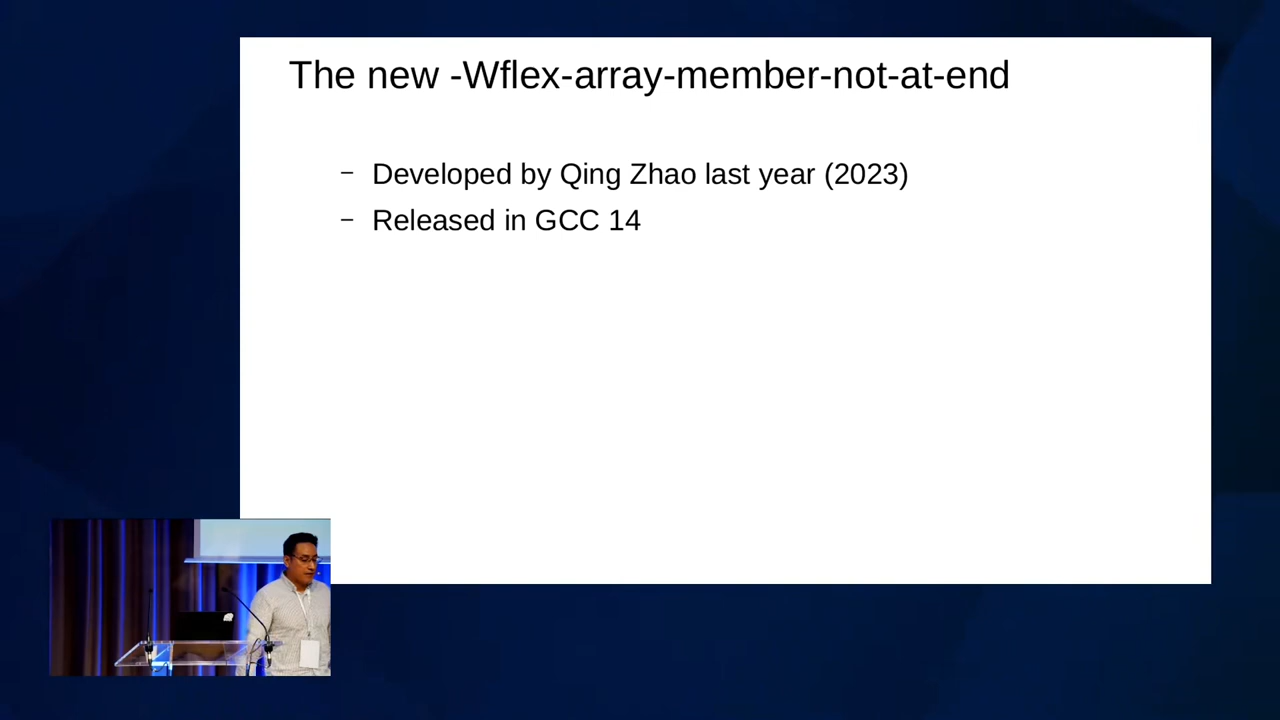 The new -Wflex-array-member-not-at-end
– Developed by Qing Zhao last year (2023)
– Released in GCC 14